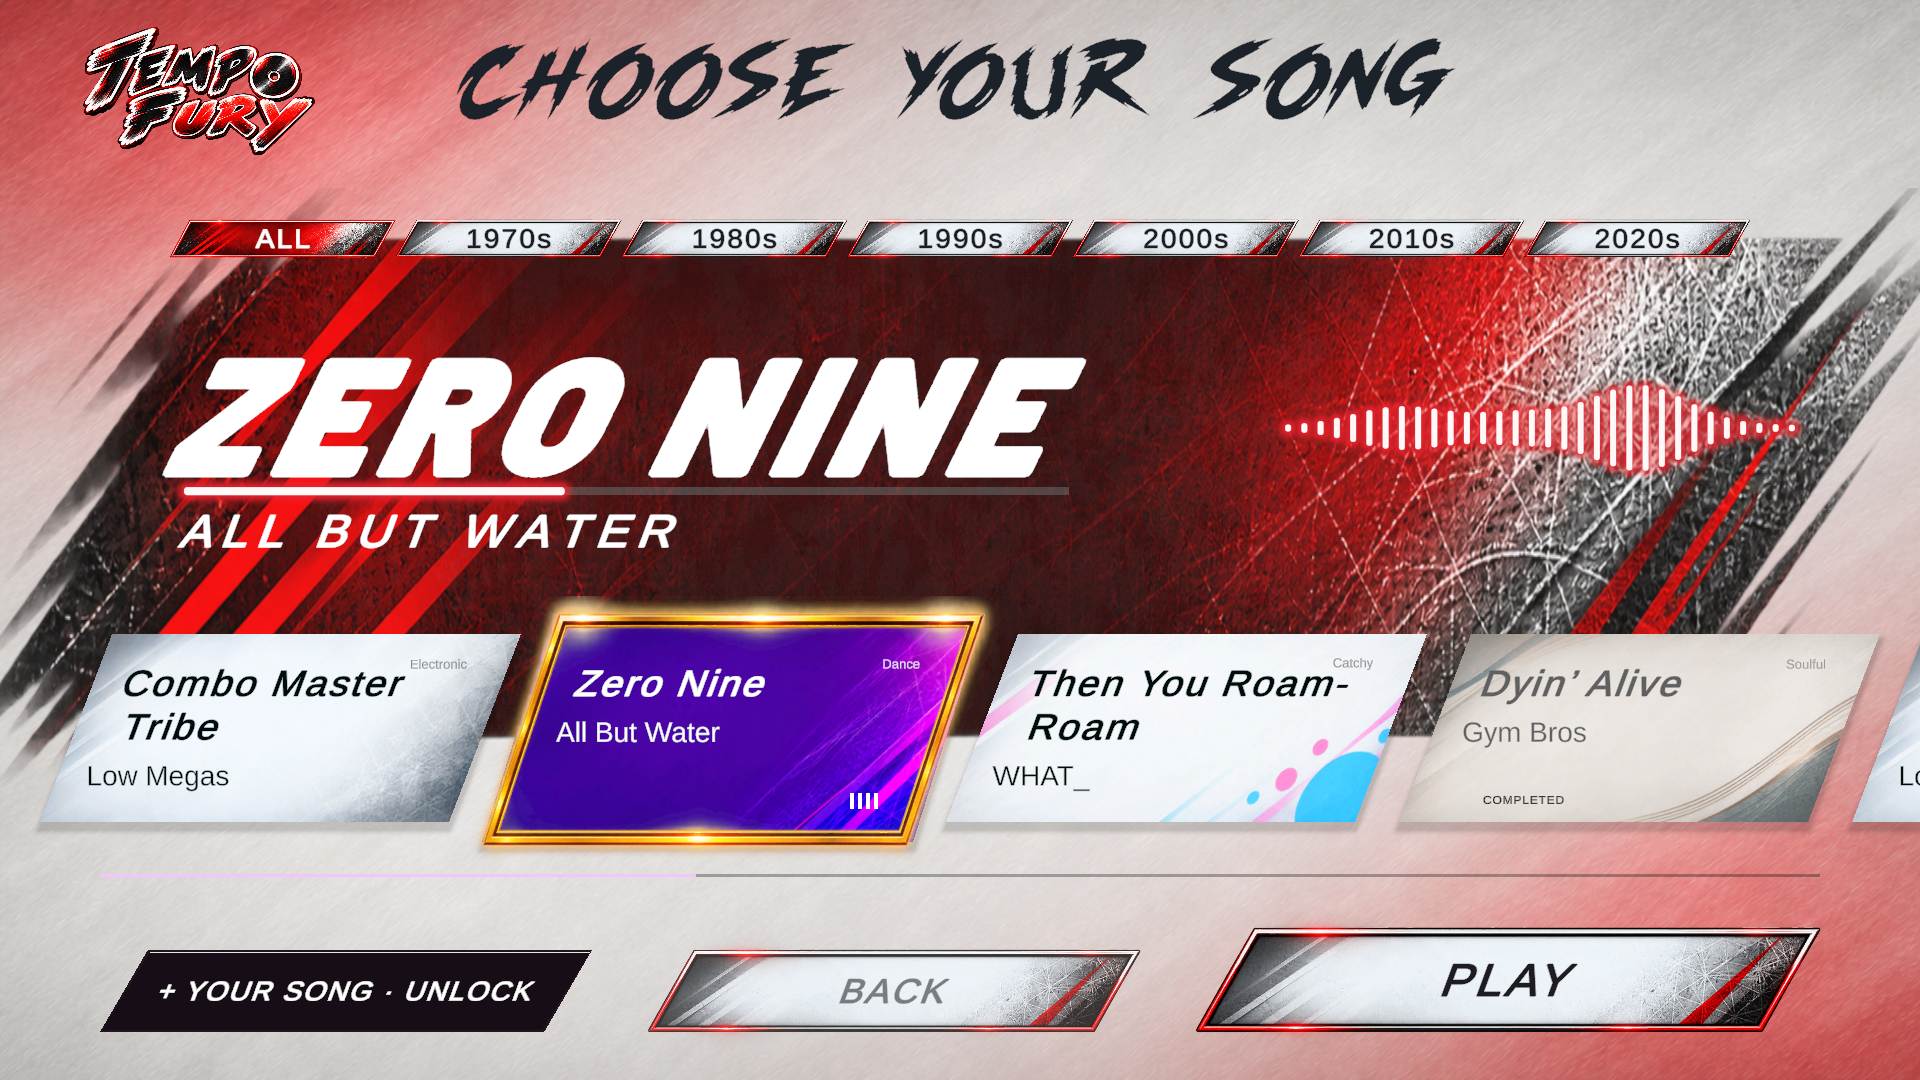 TEMPO
FURY
CHOOSE YOUR SONG
ALL
1970s
1980s
1990s
2000s
2010s
2020s
ZERO NINE
ALL BUT WATER
Electronic
Combo Master
Tribe
Low Megas
Dance
Zero Nine
All But Water
Catchy
Then You Roam-
Roam
WHAT_
Soulful
Dyin’ Alive
Gym Bros
COMPLETED
+ YOUR SONG · UNLOCK
BACK
PLAY